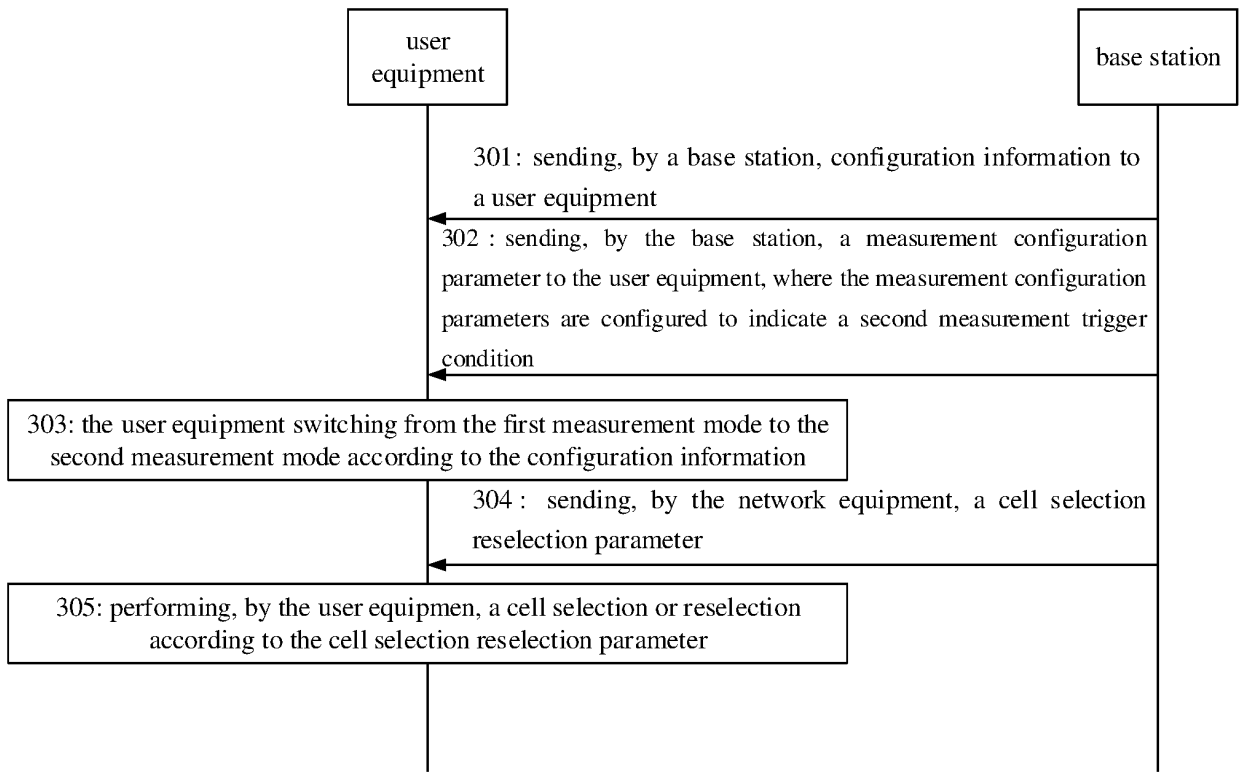 user
equipment
base station
301: sending, by a base station, configuration information to
a user equipment
302 : sending, by the base station, a measurement configuration
parameter to the user equipment, where the measurement configuration
parameters are configured to indicate a second measurement trigger
condition
303: the user equipment switching from the first measurement mode to the
second measurement mode according to the configuration information
304 : sending, by the network equipment, a cell selection
reselection parameter
305: performing, by the user equipmen, a cell selection or reselection
according to the cell selection reselection parameter